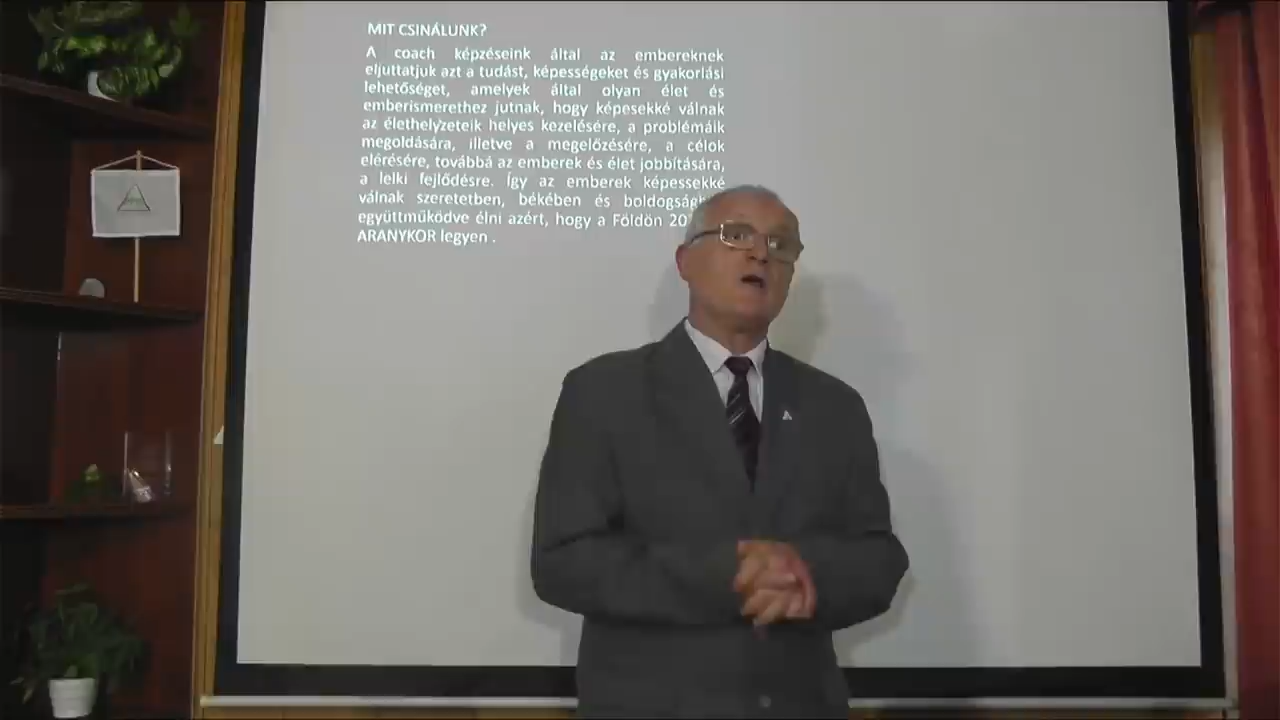 MIT CSINÁLUNK?
A coach képzéseink által az embereknek
eljuttatjuk azt a tudást, képességeket és gyakorlási
lehetőséget, amelyek által olyan élet és
emberismerethez jutnak, hogy képesekké válnak
az élethelyzeteik helyes kezelésére, a problémáik
megoldására, illetve a megelőzésére, a célok
elérésére, továbbá az emberek és élet jobbítására,
a lelki fejlődésre. Így az emberek képessekké
válnak szeretetben, békében és
együttműködve élni azért, hogy a Földön
ARANYKOR legyen .